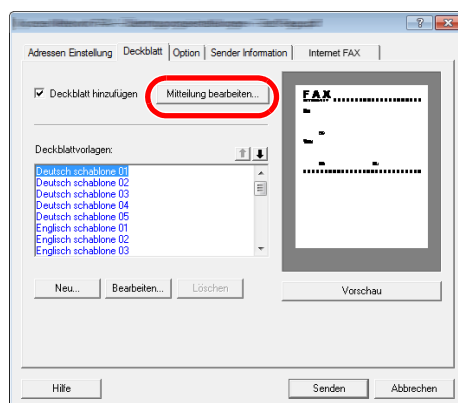 Adressen Einstellung Deckblatt Option Sender Information Internet FAX
Deckblatt hinzufügen Mitteilung bearbeiten...
FAX
Deckblattvorlagen:
Deutsch schablone 01
Deutsch schablone 02
Deutsch schablone 03
Deutsch schablone 04
Deutsch schablone 05
Englisch schablone 01
Englisch schablone 02
Englisch schablone 03
Neu... Bearbeiten... Löschen Vorschau
Hilfe Senden Abbrechen